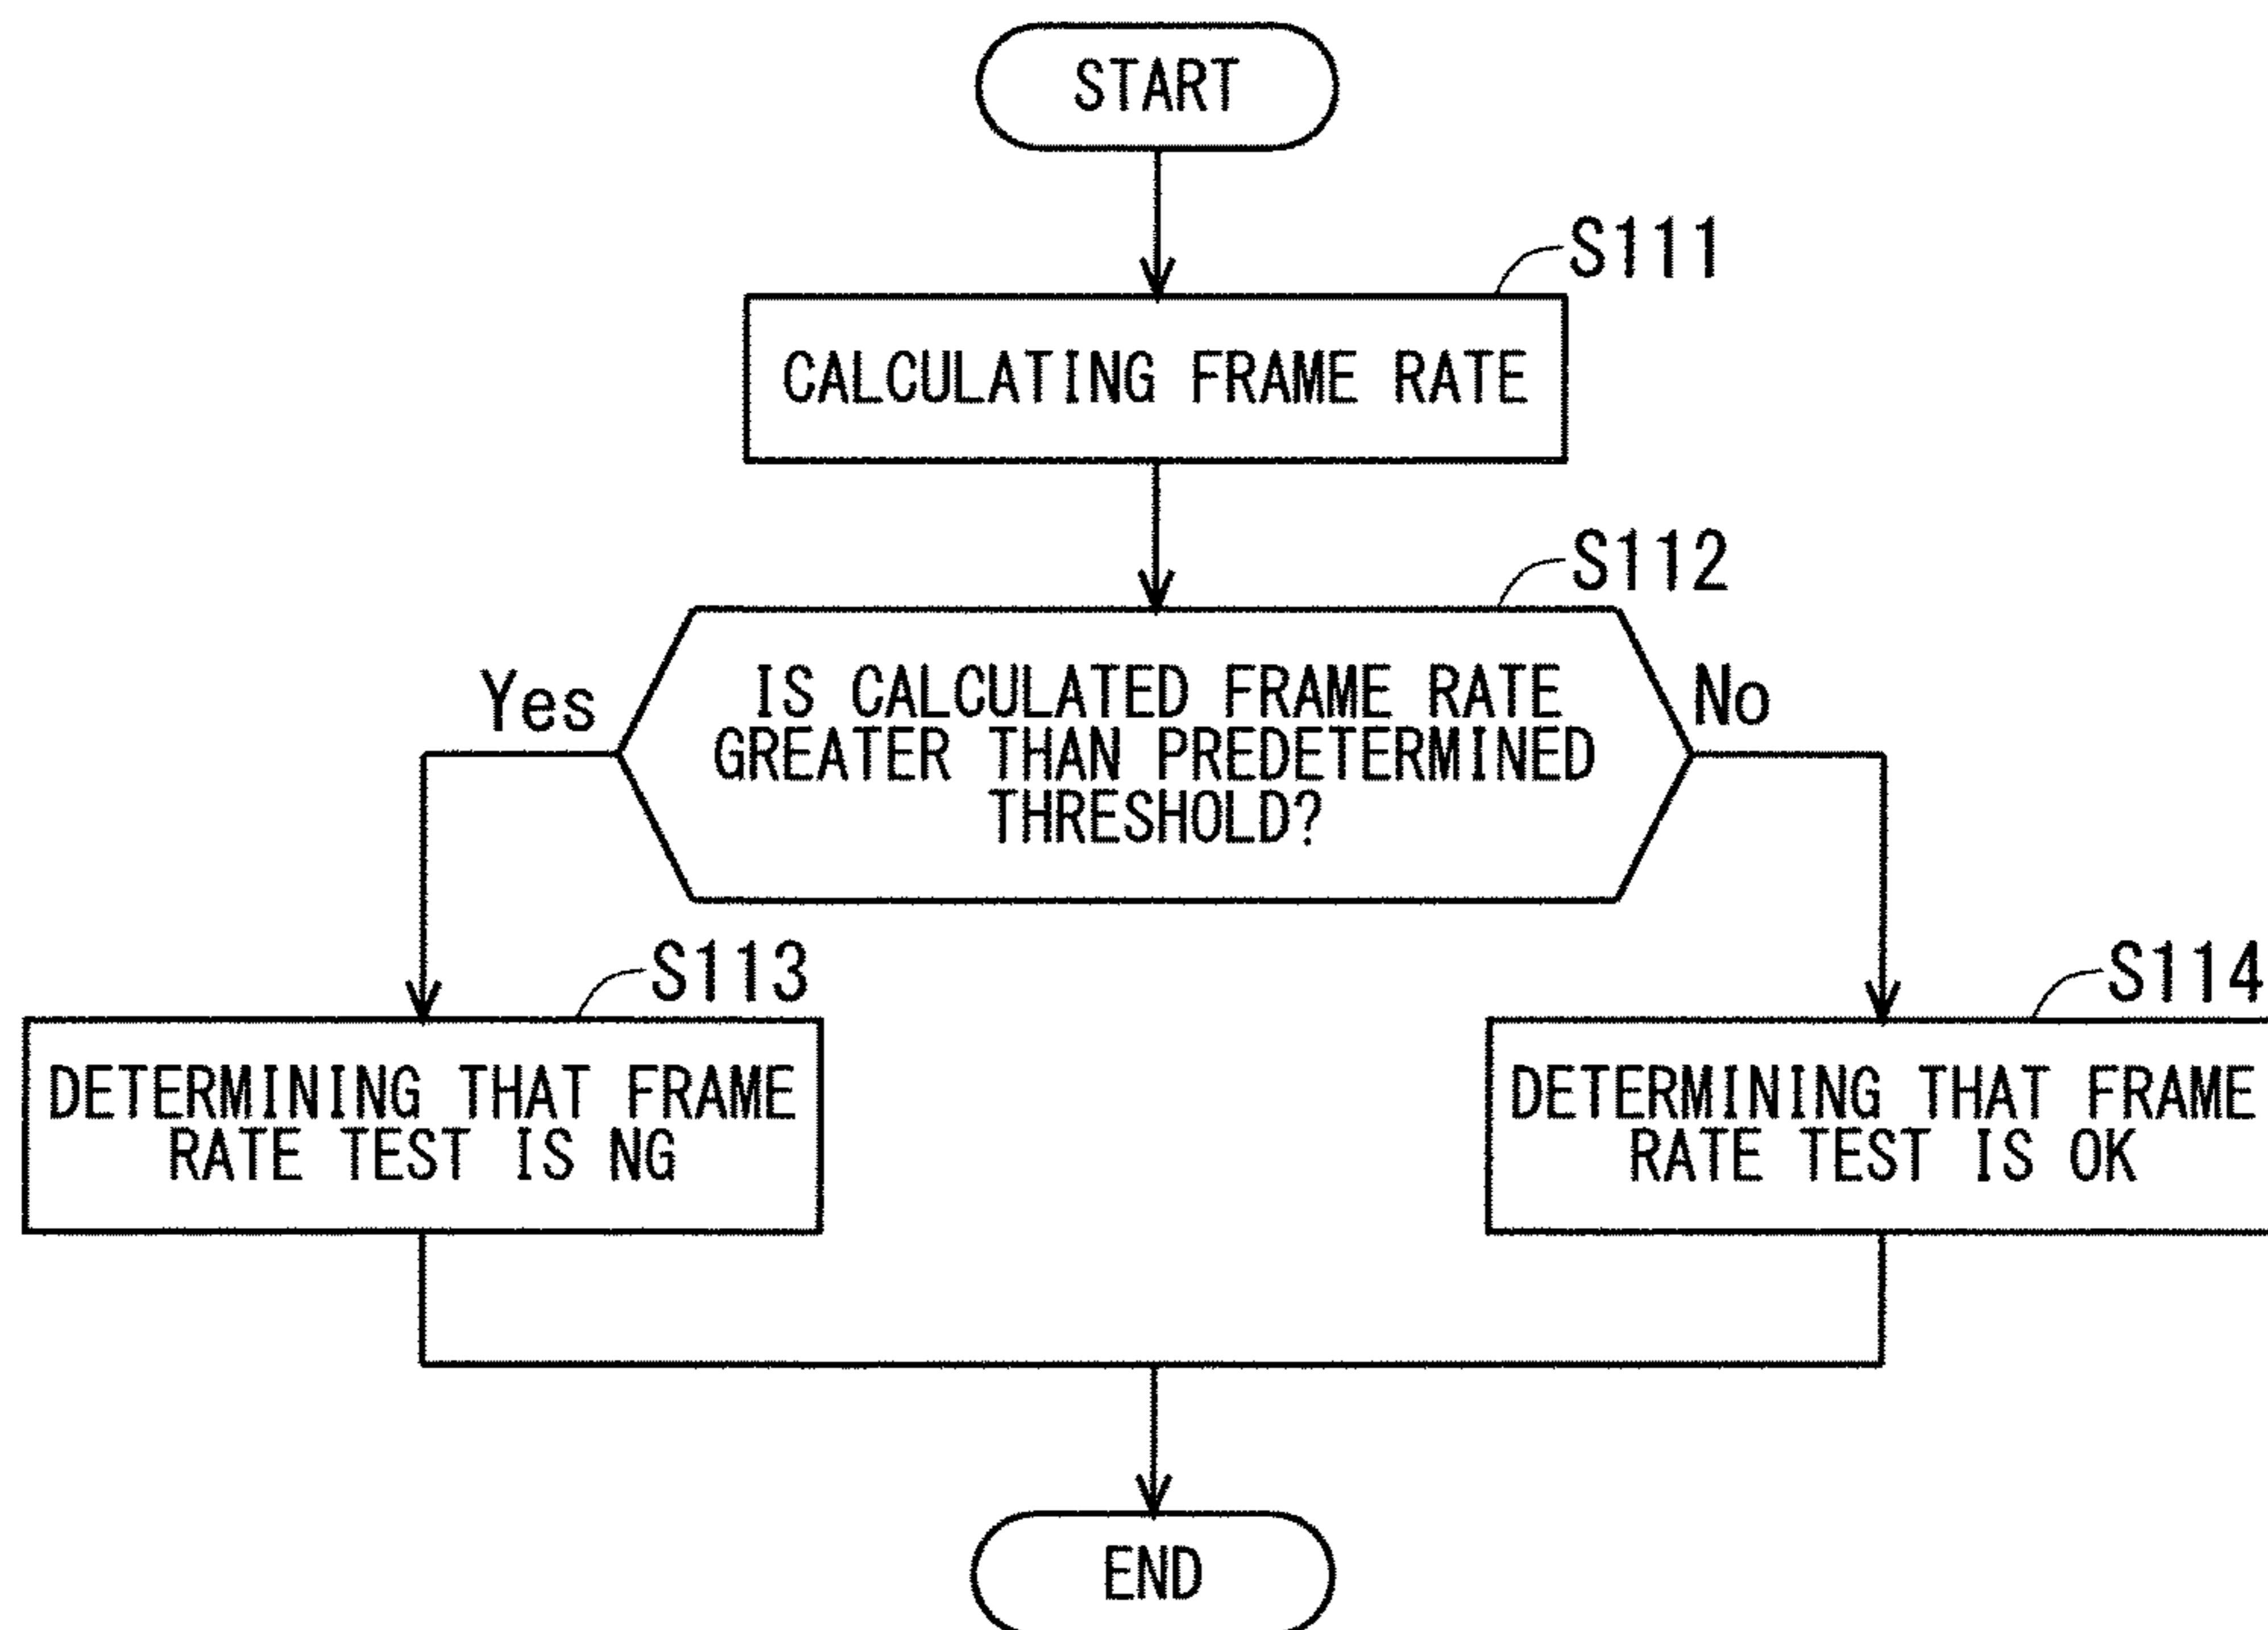 START
S111
CALCULATING FRAME RATE
S112
Yes
IS CALCULATED FRAME RATE
GREATER THAN PREDETERMINED
THRESHOLD?
No
S113
DETERMINING THAT FRAME
RATE TEST IS NG
S114
DETERMINING THAT FRAME
RATE TEST IS OK
END